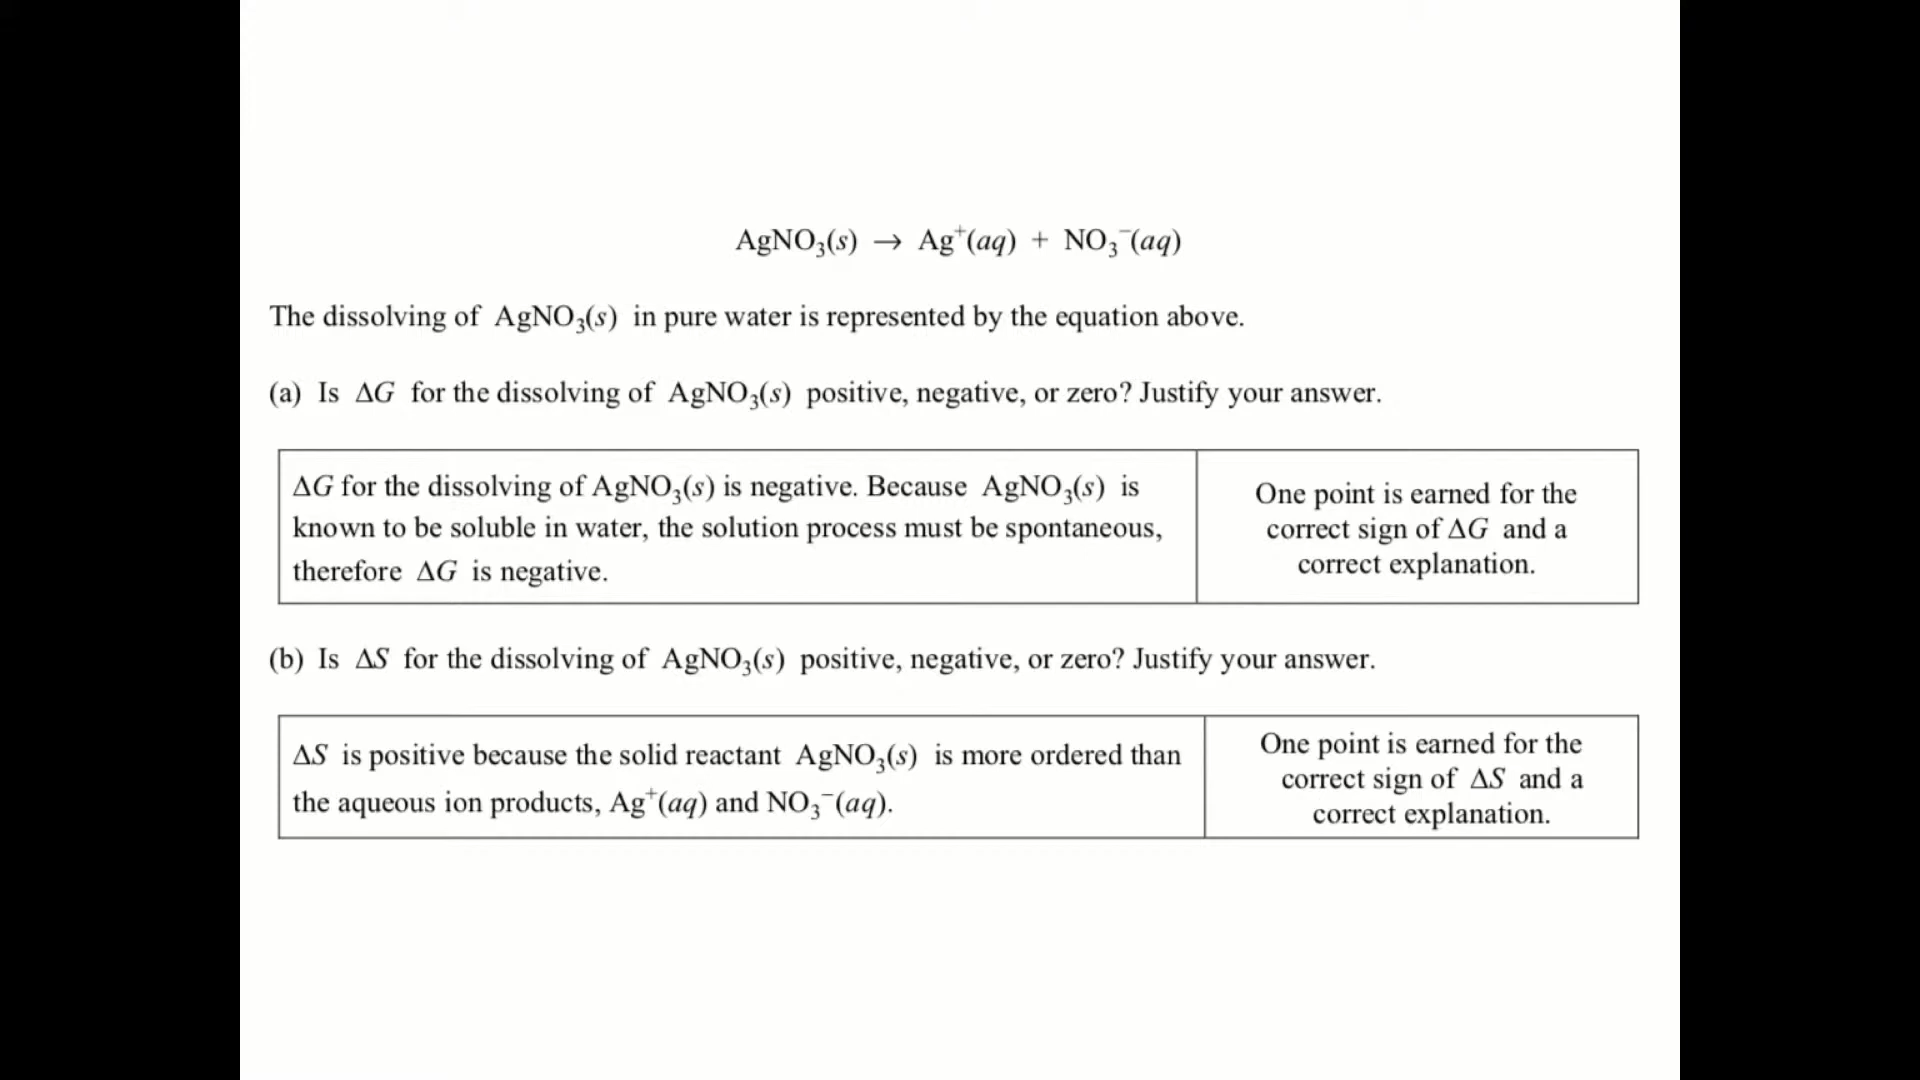 AgNO₃(s) → Ag⁺(aq) + NO₃⁻(aq)
The dissolving of AgNO₃(s) in pure water is represented by the equation above.
(a) Is ΔG for the dissolving of AgNO₃(s) positive, negative, or zero? Justify your answer.
ΔG for the dissolving of AgNO₃(s) is negative. Because AgNO₃(s) is
known to be soluble in water, the solution process must be spontaneous,
therefore ΔG is negative.
One point is earned for the
correct sign of ΔG and a
correct explanation.
(b) Is ΔS for the dissolving of AgNO₃(s) positive, negative, or zero? Justify your answer.
ΔS is positive because the solid reactant AgNO₃(s) is more ordered than
the aqueous ion products, Ag⁺(aq) and NO₃⁻(aq).
One point is earned for the
correct sign of ΔS and a
correct explanation.